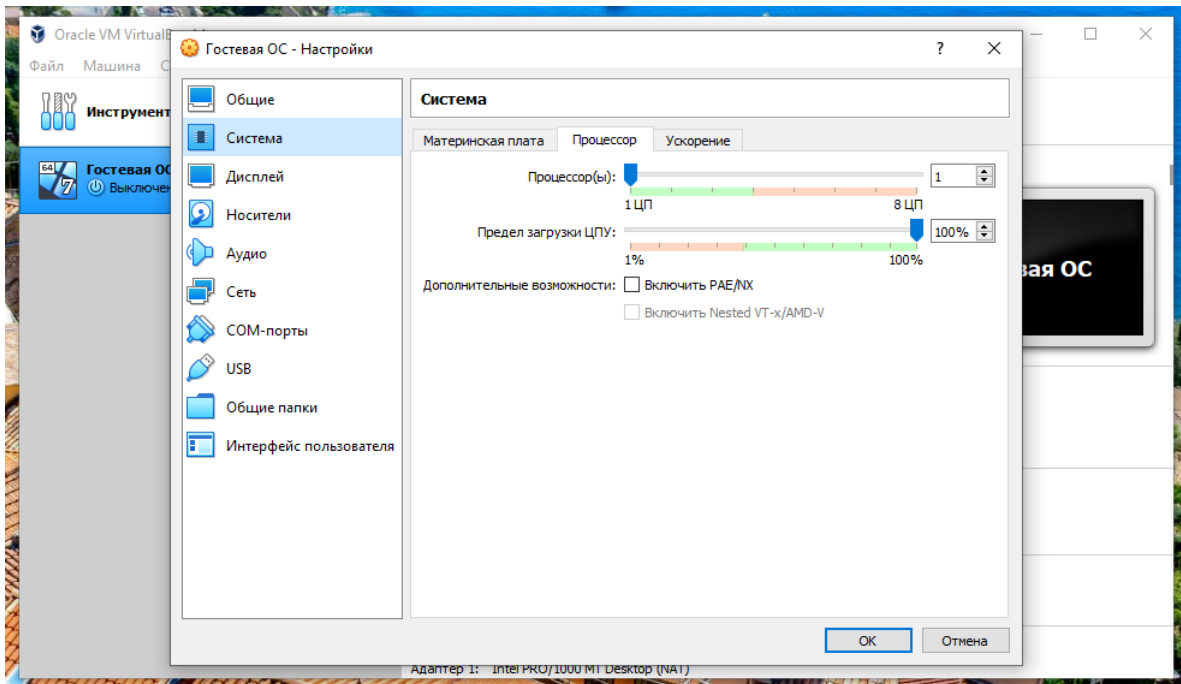 Oracle VM VirtualB
Гостевая ОС - Настройки
?
Файл Машина С
Инструмент
64
7
Гостевая ОС
Выключен
Общие
Система
Дисплей
Носители
Аудио
Сеть
COM-порты
USB
Общие папки
Интерфейс пользователя
Система
Материнская плата Процессор Ускорение
Процессор(ы): 1
1 ЦП 8 ЦП
Предел загрузки ЦПУ: 100%
1% 100%
Дополнительные возможности: Включить PAE/NX
Включить Nested VT-x/AMD-V
вая ОС
OK Отмена
Адаптер 1: Intel PRO/1000 MT Desktop (NAT)